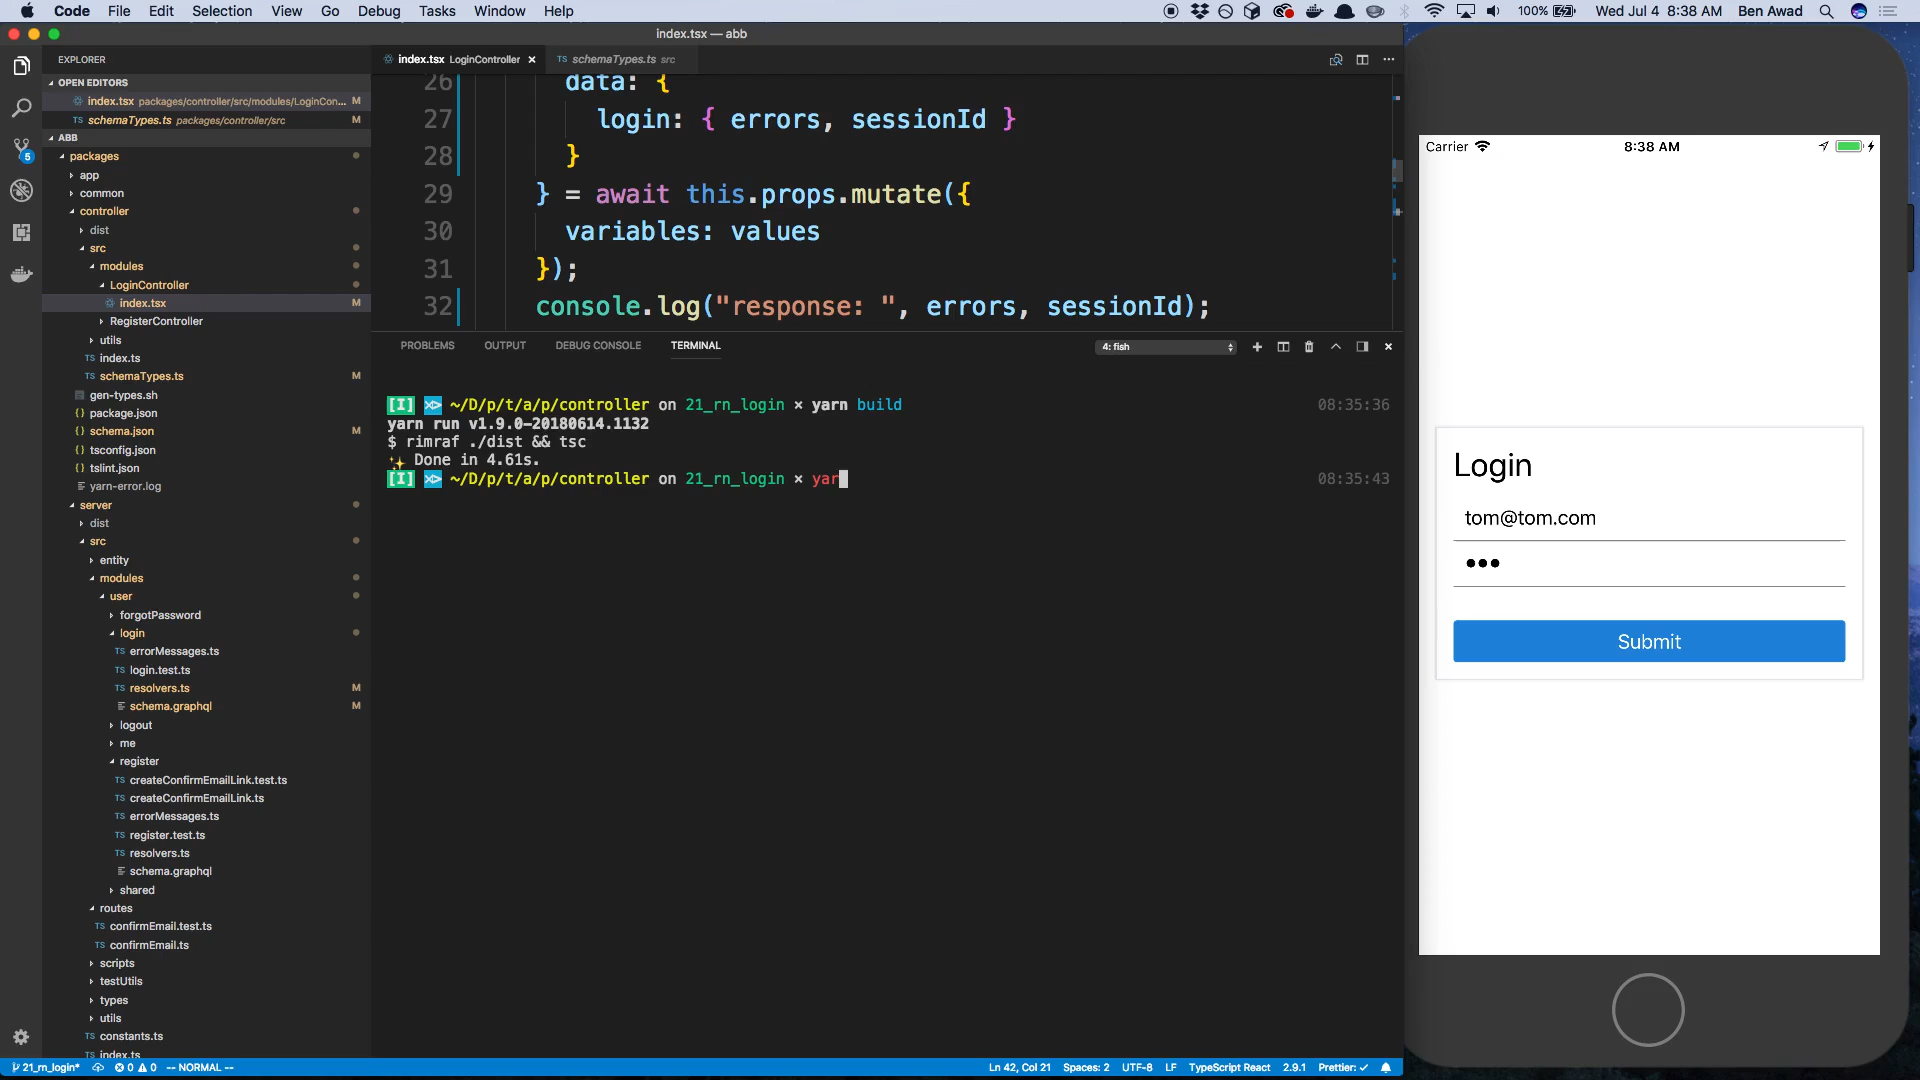 Code File Edit Selection View Go Debug Tasks Window Help
100% Wed Jul 4 8:38 AM Ben Awad
index.tsx — abb
EXPLORER
OPEN EDITORS
index.tsx packages/controller/src/modules/LoginCon... M
schemaTypes.ts packages/controller/src M
ABB
packages
app
common
controller
dist
src
modules
LoginController
index.tsx M
RegisterController
utils
index.ts
schemaTypes.ts M
gen-types.sh
package.json
schema.json M
tsconfig.json
tslint.json
yarn-error.log
server
dist
src
entity
modules
user
forgotPassword
login
errorMessages.ts
login.test.ts
resolvers.ts M
schema.graphql M
logout
me
register
createConfirmEmailLink.test.ts
createConfirmEmailLink.ts
errorMessages.ts
register.test.ts
resolvers.ts
schema.graphql
shared
routes
confirmEmail.test.ts
confirmEmail.ts
scripts
testUtils
types
utils
constants.ts
index.ts
5
index.tsx LoginController × schemaTypes.ts src
26 data: {
27 login: { errors, sessionId }
28 }
29 } = await this.props.mutate({
30 variables: values
31 });
32 console.log("response: ", errors, sessionId);
PROBLEMS OUTPUT DEBUG CONSOLE TERMINAL 4: fish
[I] ~/D/p/t/a/p/controller on 21_rn_login × yarn build 08:35:36
yarn run v1.9.0-20180614.1132
$ rimraf ./dist && tsc
✨ Done in 4.61s.
[I] ~/D/p/t/a/p/controller on 21_rn_login × yar 08:35:43
21_rn_login* 0 0 -- NORMAL -- Ln 42, Col 21 Spaces: 2 UTF-8 LF TypeScript React 2.9.1 Prettier: ✓
Carrier 8:38 AM
Login
tom@tom.com
•••
Submit